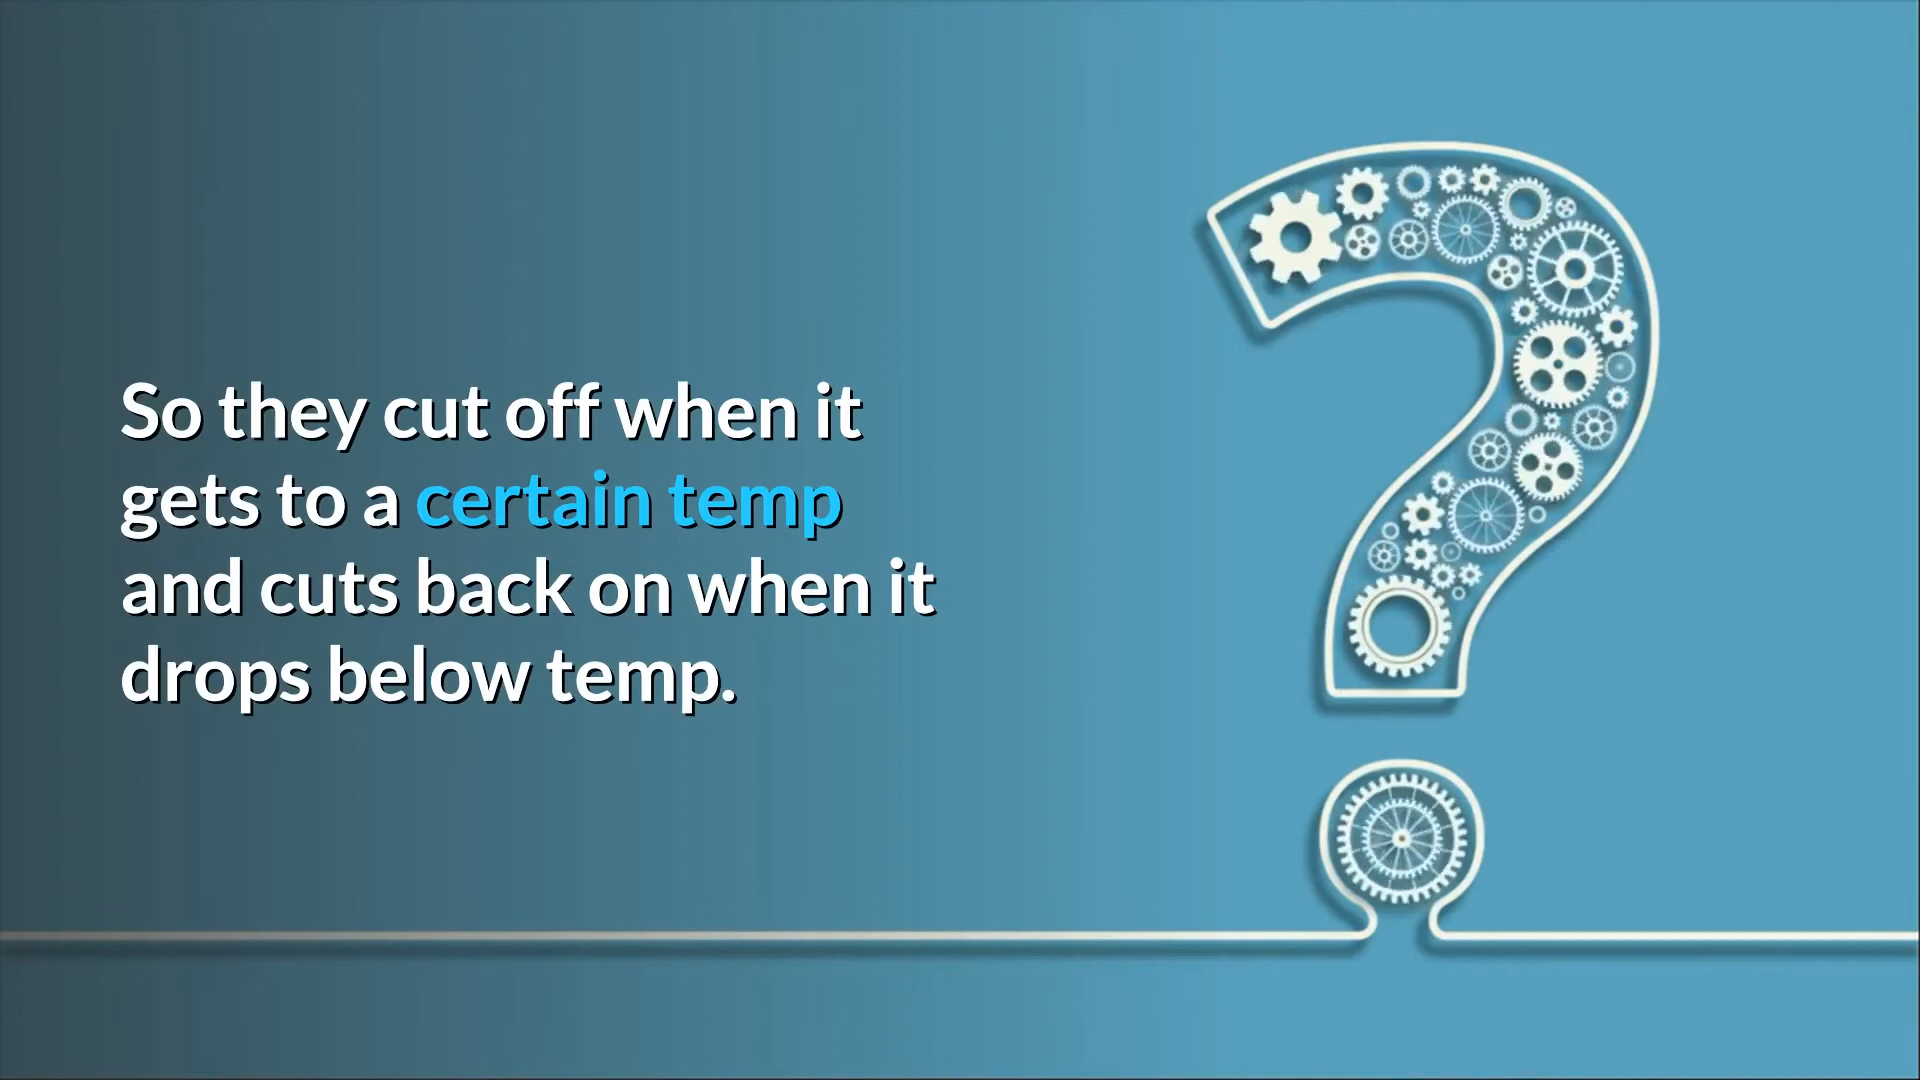 So they cut off when it
gets to a certain temp
and cuts back on when it
drops below temp.